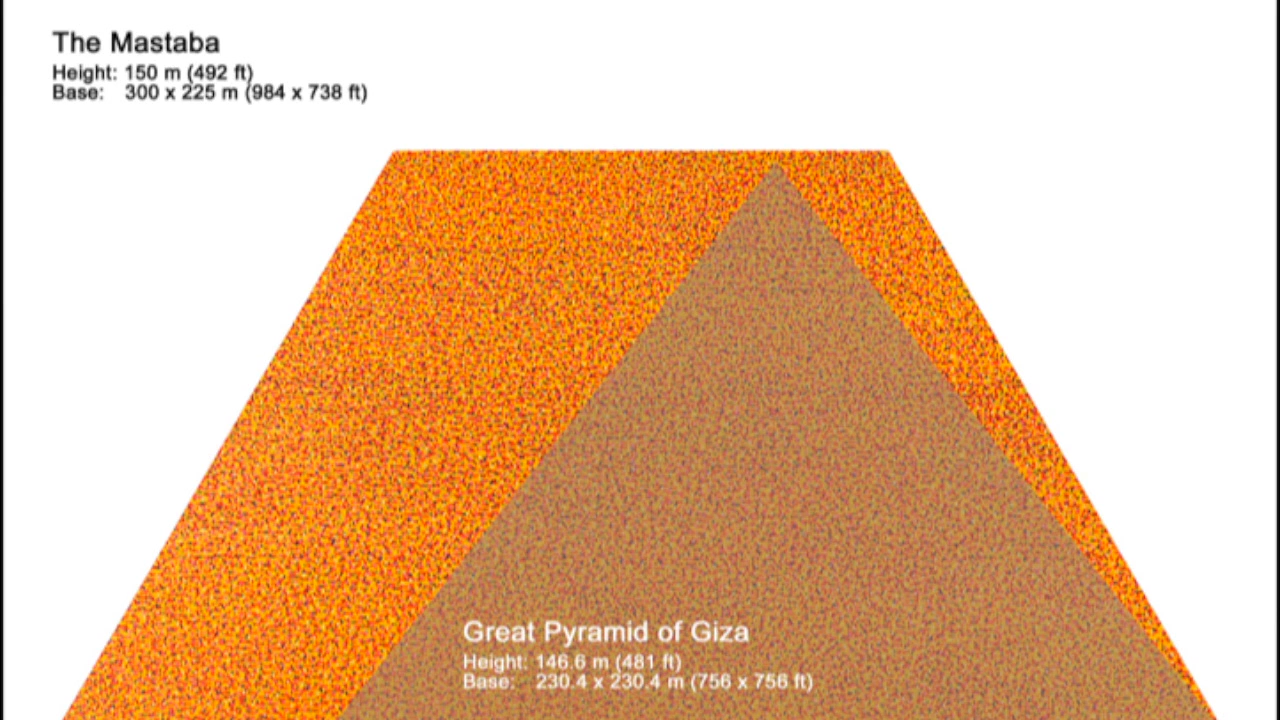 The Mastaba
Height: 150 m (492 ft)
Base: 300 x 225 m (984 x 738 ft)
Great Pyramid of Giza
Height: 146.6 m (481 ft)
Base: 230.4 x 230.4 m (756 x 756 ft)